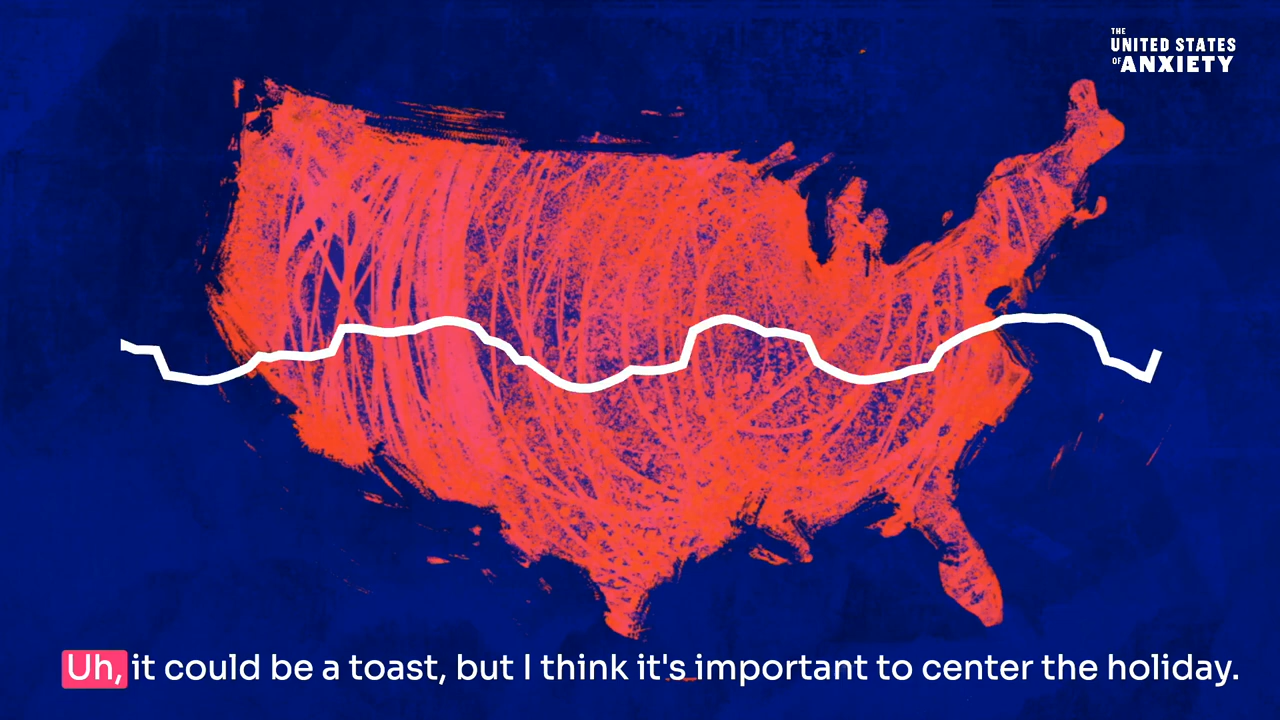 THE
UNITED STATES
OF ANXIETY
Uh, it could be a toast, but I think it's important to center the holiday.